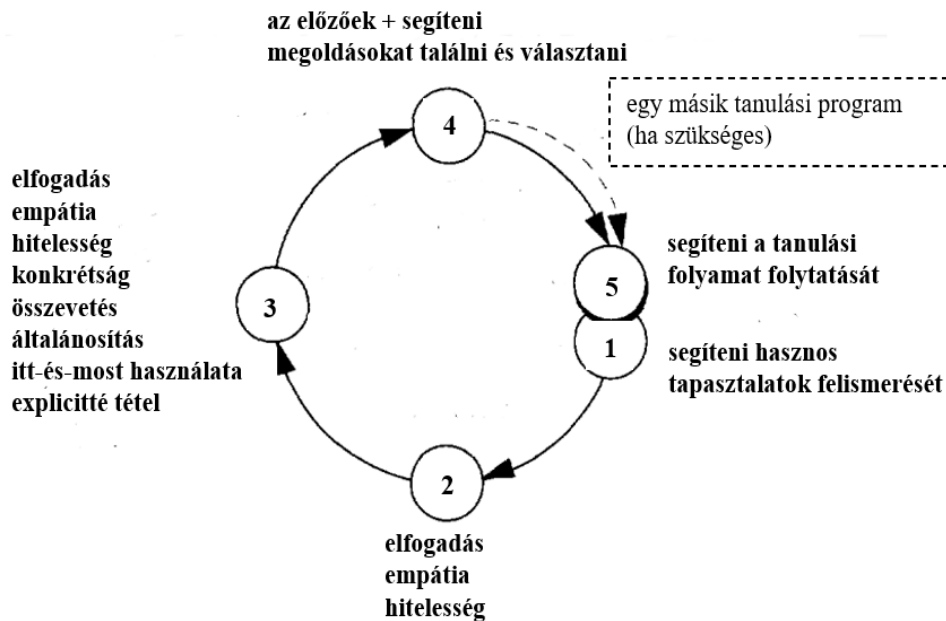 az előzőek + segíteni
megoldásokat találni és választani
4
egy másik tanulási program
(ha szükséges)
elfogadás
empátia
hitelesség
konkrétság
összevetés
általánosítás
itt-és-most használata
explicitté tétel
3
5
segíteni a tanulási
folyamat folytatását
1
segíteni hasznos
tapasztalatok felismerését
2
elfogadás
empátia
hitelesség